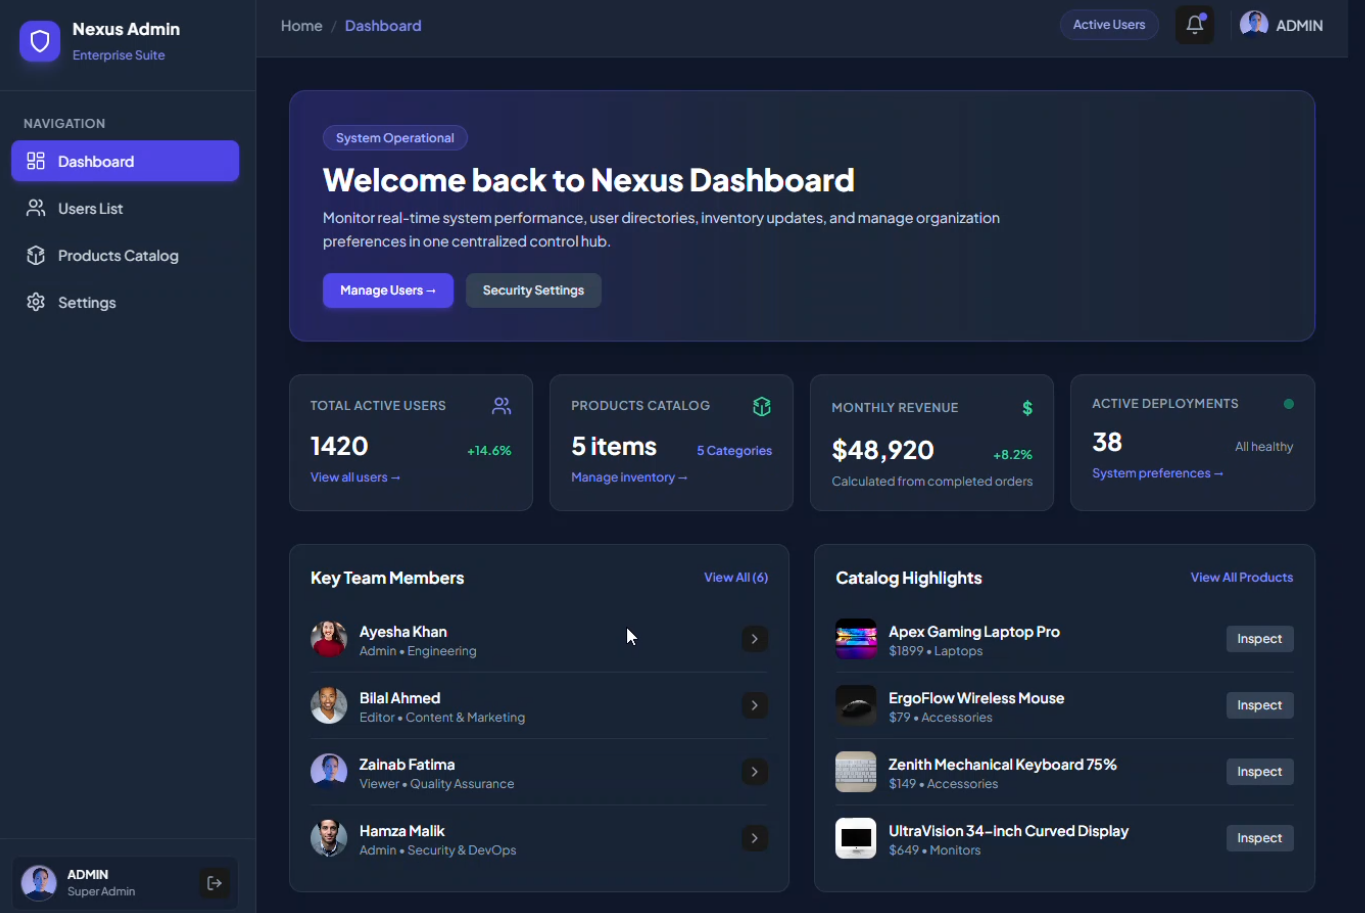 Nexus Admin
Enterprise Suite
NAVIGATION
Dashboard
Users List
Products Catalog
Settings
ADMIN
Super Admin
Home / Dashboard
Active Users
ADMIN
System Operational
Welcome back to Nexus Dashboard
Monitor real-time system performance, user directories, inventory updates, and manage organization
preferences in one centralized control hub.
Manage Users →
Security Settings
TOTAL ACTIVE USERS
1420
+14.6%
View all users →
PRODUCTS CATALOG
5 items
5 Categories
Manage inventory →
MONTHLY REVENUE
$
$48,920
+8.2%
Calculated from completed orders
ACTIVE DEPLOYMENTS
38
All healthy
System preferences →
Key Team Members
View All (6)
Ayesha Khan
Admin • Engineering
Bilal Ahmed
Editor • Content & Marketing
Zainab Fatima
Viewer • Quality Assurance
Hamza Malik
Admin • Security & DevOps
Catalog Highlights
View All Products
Apex Gaming Laptop Pro
$1899 • Laptops
Inspect
ErgoFlow Wireless Mouse
$79 • Accessories
Inspect
Zenith Mechanical Keyboard 75%
$149 • Accessories
Inspect
UltraVision 34-inch Curved Display
$649 • Monitors
Inspect